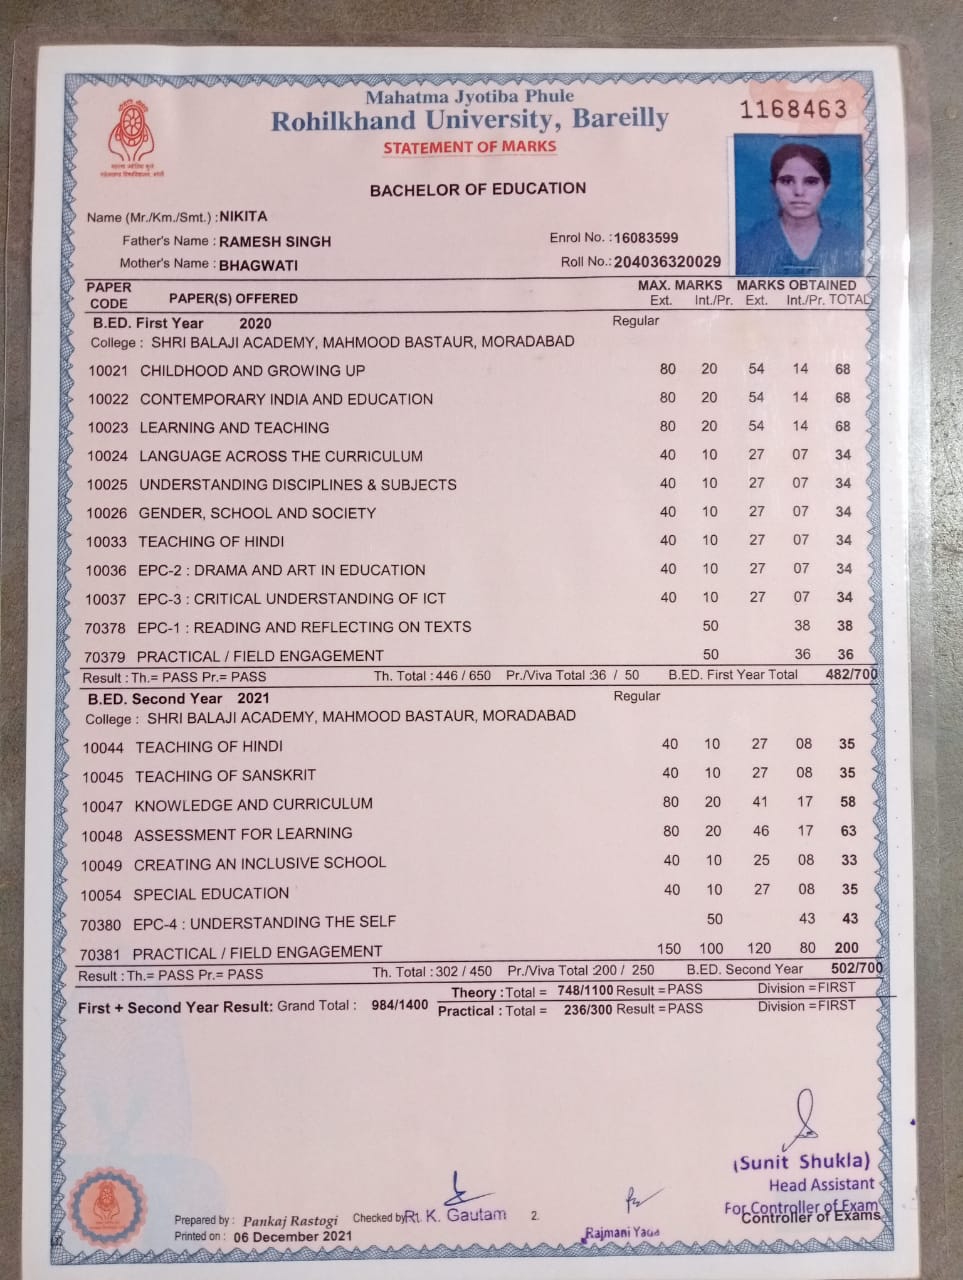 Mahatma Jyotiba Phule
Rohilkhand University, Bareilly
1168463
STATEMENT OF MARKS
BACHELOR OF EDUCATION
Name (Mr./Km./Smt.) : NIKITA
Father's Name : RAMESH SINGH Enrol No. : 16083599
Mother's Name : BHAGWATI Roll No.: 204036320029
PAPER CODE PAPER(S) OFFERED MAX. MARKS MARKS OBTAINED
Ext. Int./Pr. Ext. Int./Pr. TOTAL
B.ED. First Year 2020 Regular
College : SHRI BALAJI ACADEMY, MAHMOOD BASTAUR, MORADABAD
10021 CHILDHOOD AND GROWING UP 80 20 54 14 68
10022 CONTEMPORARY INDIA AND EDUCATION 80 20 54 14 68
10023 LEARNING AND TEACHING 80 20 54 14 68
10024 LANGUAGE ACROSS THE CURRICULUM 40 10 27 07 34
10025 UNDERSTANDING DISCIPLINES & SUBJECTS 40 10 27 07 34
10026 GENDER, SCHOOL AND SOCIETY 40 10 27 07 34
10033 TEACHING OF HINDI 40 10 27 07 34
10036 EPC-2 : DRAMA AND ART IN EDUCATION 40 10 27 07 34
10037 EPC-3 : CRITICAL UNDERSTANDING OF ICT 40 10 27 07 34
70378 EPC-1 : READING AND REFLECTING ON TEXTS 50 38 38
70379 PRACTICAL / FIELD ENGAGEMENT 50 36 36
Result : Th.= PASS Pr.= PASS Th. Total : 446 / 650 Pr./Viva Total :36 / 50 B.ED. First Year Total 482/700
B.ED. Second Year 2021 Regular
College : SHRI BALAJI ACADEMY, MAHMOOD BASTAUR, MORADABAD
10044 TEACHING OF HINDI 40 10 27 08 35
10045 TEACHING OF SANSKRIT 40 10 27 08 35
10047 KNOWLEDGE AND CURRICULUM 80 20 41 17 58
10048 ASSESSMENT FOR LEARNING 80 20 46 17 63
10049 CREATING AN INCLUSIVE SCHOOL 40 10 25 08 33
10054 SPECIAL EDUCATION 40 10 27 08 35
70380 EPC-4 : UNDERSTANDING THE SELF 50 43 43
70381 PRACTICAL / FIELD ENGAGEMENT 150 100 120 80 200
Result : Th.= PASS Pr.= PASS Th. Total : 302 / 450 Pr./Viva Total :200 / 250 B.ED. Second Year 502/700
First + Second Year Result: Grand Total : 984/1400 Theory : Total = 748/1100 Result = PASS Division = FIRST
Practical : Total = 236/300 Result = PASS Division = FIRST
(Sunit Shukla)
Head Assistant
For Controller of Exam
Controller of Exams
Prepared by : Pankaj Rastogi Checked by R. K. Gautam 2.
Printed on : 06 December 2021 Rajmani